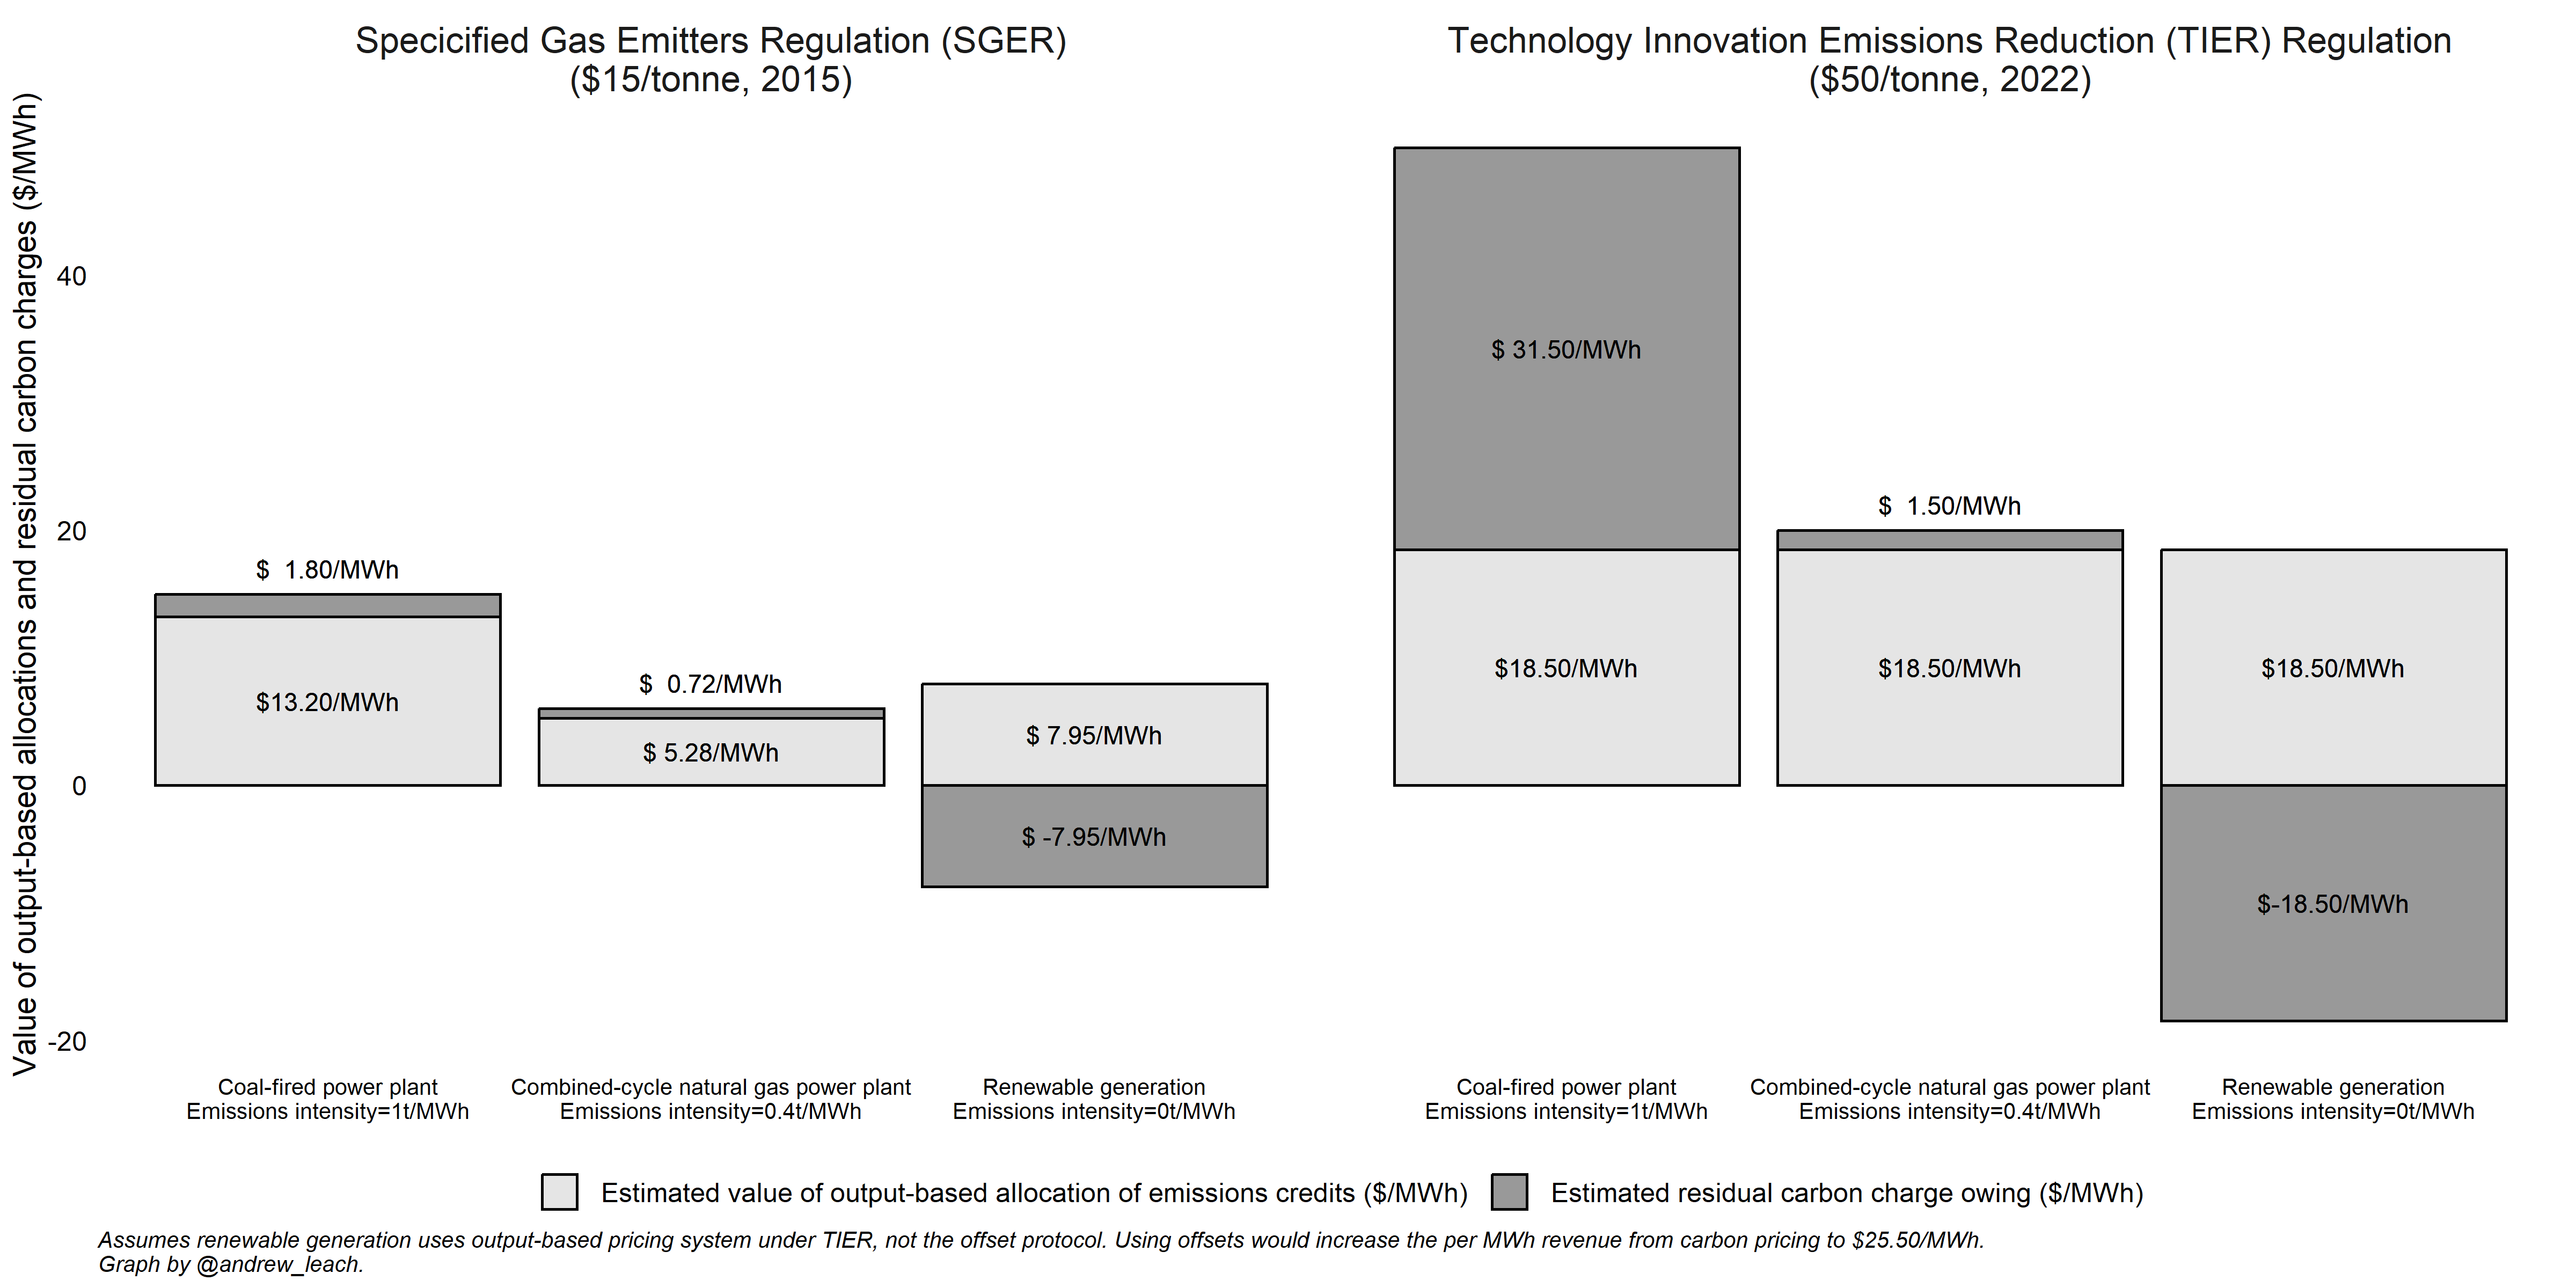 Specicified Gas Emitters Regulation (SGER)
($15/tonne, 2015)
Technology Innovation Emissions Reduction (TIER) Regulation
($50/tonne, 2022)
Value of output-based allocations and residual carbon charges ($/MWh)
40
20
0
-20
$  1.80/MWh
$13.20/MWh
$  0.72/MWh
$ 5.28/MWh
$ 7.95/MWh
$ -7.95/MWh
$ 31.50/MWh
$18.50/MWh
$  1.50/MWh
$18.50/MWh
$18.50/MWh
$-18.50/MWh
Coal-fired power plant
Emissions intensity=1t/MWh
Combined-cycle natural gas power plant
Emissions intensity=0.4t/MWh
Renewable generation
Emissions intensity=0t/MWh
Coal-fired power plant
Emissions intensity=1t/MWh
Combined-cycle natural gas power plant
Emissions intensity=0.4t/MWh
Renewable generation
Emissions intensity=0t/MWh
Estimated value of output-based allocation of emissions credits ($/MWh)
Estimated residual carbon charge owing ($/MWh)
Assumes renewable generation uses output-based pricing system under TIER, not the offset protocol. Using offsets would increase the per MWh revenue from carbon pricing to $25.50/MWh.
Graph by @andrew_leach.